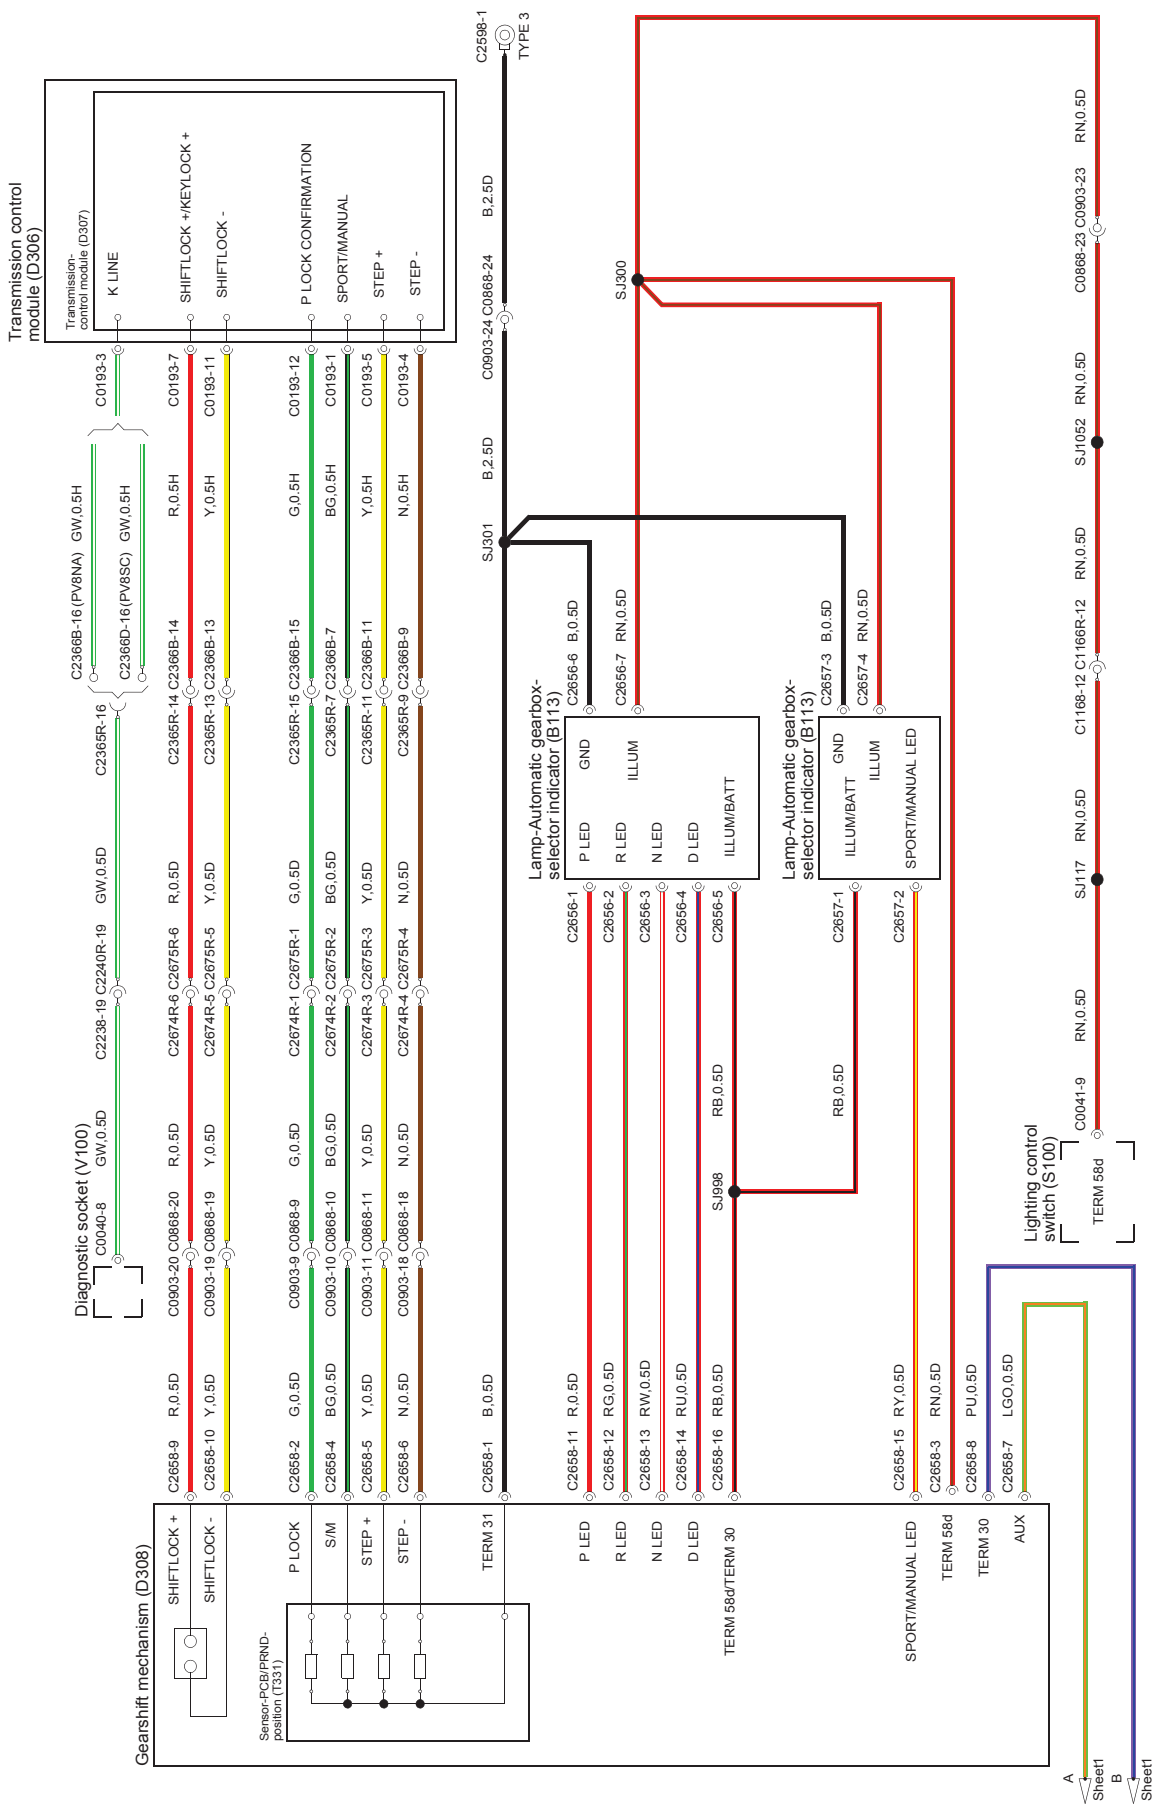 Transmission control
module (D306)
Transmission-
control module (D307)
K LINE
SHIFTLOCK +/KEYLOCK +
SHIFTLOCK -
P LOCK CONFIRMATION
SPORT/MANUAL
STEP +
STEP -
C2598-1
TYPE 3
C0193-3
C0193-7
C0193-11
C0193-12
C0193-1
C0193-5
C0193-4
B,2.5D
C0903-24 C0868-24
B,2.5D
SJ301
SJ300
RN,0.5D
C0868-23 C0903-23
RN,0.5D
SJ1052
RN,0.5D
C1168-12 C1166R-12
RN,0.5D
SJ117
RN,0.5D
C0041-9
C2366B-16 (PV8NA) GW,0.5H
C2366D-16 (PV8SC) GW,0.5H
R,0.5H
Y,0.5H
G,0.5H
BG,0.5H
Y,0.5H
N,0.5H
C2365R-16
C2365R-14 C2366B-14
C2365R-13 C2366B-13
C2365R-15 C2366B-15
C2365R-7 C2366B-7
C2365R-11 C2366B-11
C2365R-9 C2366B-9
GW,0.5D
R,0.5D
Y,0.5D
G,0.5D
BG,0.5D
Y,0.5D
N,0.5D
C2238-19 C2240R-19
C2674R-6 C2675R-6
C2674R-5 C2675R-5
C2674R-1 C2675R-1
C2674R-2 C2675R-2
C2674R-3 C2675R-3
C2674R-4 C2675R-4
Diagnostic socket (V100)
C0040-8
GW,0.5D
R,0.5D
Y,0.5D
G,0.5D
BG,0.5D
Y,0.5D
N,0.5D
C0903-20 C0868-20
C0903-19 C0868-19
C0903-9 C0868-9
C0903-10 C0868-10
C0903-11 C0868-11
C0903-18 C0868-18
Lamp-Automatic gearbox-
selector indicator (B113)
C2656-6 B,0.5D
C2656-7 RN,0.5D
GND
ILLUM
P LED
R LED
N LED
D LED
ILLUM/BATT
C2656-1
C2656-2
C2656-3
C2656-4
C2656-5
Lamp-Automatic gearbox-
selector indicator (B113)
C2657-3 B,0.5D
C2657-4 RN,0.5D
GND
ILLUM
ILLUM/BATT
SPORT/MANUAL LED
C2657-1
C2657-2
RB,0.5D
RB,0.5D
SJ998
Lighting control
switch (S100)
TERM 58d
Gearshift mechanism (D308)
C2658-9 R,0.5D
C2658-10 Y,0.5D
C2658-2 G,0.5D
C2658-4 BG,0.5D
C2658-5 Y,0.5D
C2658-6 N,0.5D
C2658-1 B,0.5D
C2658-11 R,0.5D
C2658-12 RG,0.5D
C2658-13 RW,0.5D
C2658-14 RU,0.5D
C2658-16 RB,0.5D
C2658-15 RY,0.5D
C2658-3 RN,0.5D
C2658-8 PU,0.5D
C2658-7 LGO,0.5D
SHIFTLOCK +
SHIFTLOCK -
P LOCK
S/M
STEP +
STEP -
TERM 31
P LED
R LED
N LED
D LED
TERM 58d/TERM 30
SPORT/MANUAL LED
TERM 58d
TERM 30
AUX
Sensor-PCB/PRND-
position (T331)
A
Sheet1
B
Sheet1